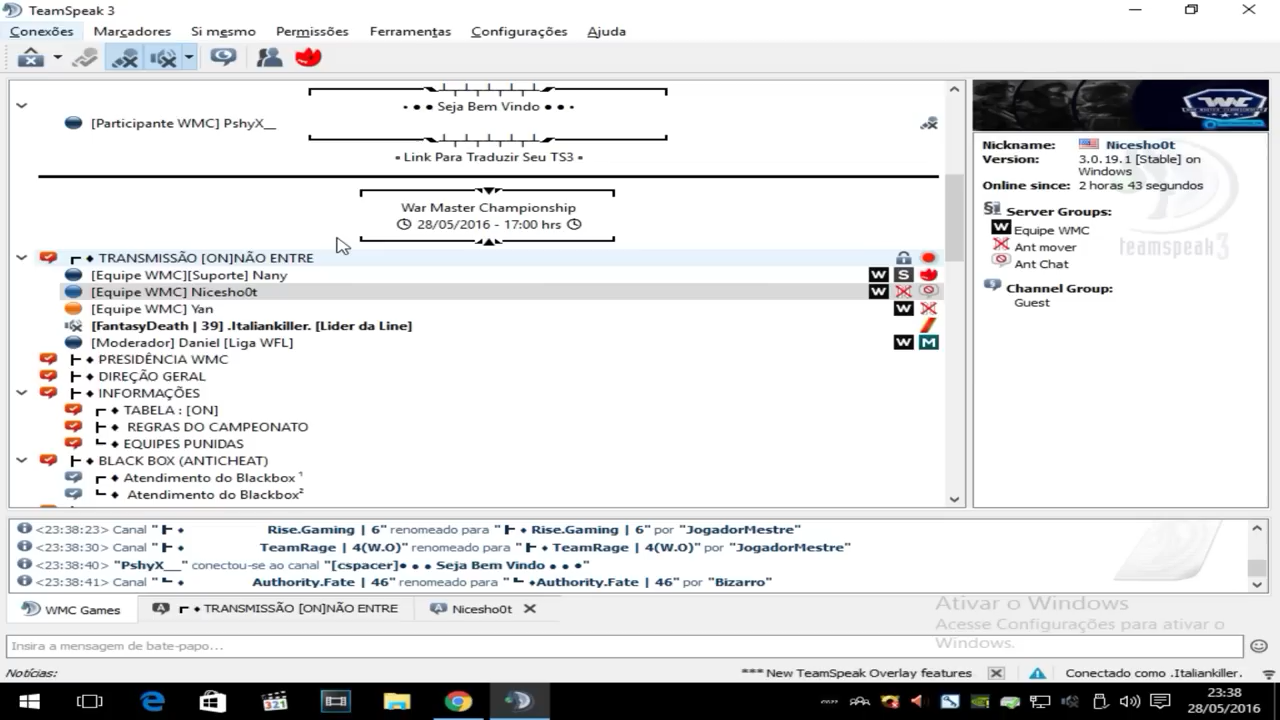 TeamSpeak 3
Conexões Marcadores Si mesmo Permissões Ferramentas Configurações Ajuda
• ● ● Seja Bem Vindo ● ● •
[Participante WMC] PshyX__
▪ Link Para Traduzir Seu TS3 ▪
War Master Championship
28/05/2016 - 17:00 hrs
┌ ♦ TRANSMISSÃO [ON]NÃO ENTRE
[Equipe WMC][Suporte] Nany
W S
[Equipe WMC] Nicesho0t
W
[Equipe WMC] Yan
W
[FantasyDeath | 39] .Italiankiller. [Lider da Line]
[Moderador] Daniel [Liga WFL]
W M
├ ♦ PRESIDÊNCIA WMC
├ ♦ DIREÇÃO GERAL
├ ♦ INFORMAÇÕES
┌ ♦ TABELA : [ON]
├ ♦ REGRAS DO CAMPEONATO
└ ♦ EQUIPES PUNIDAS
├ ♦ BLACK BOX (ANTICHEAT)
┌ ♦ Atendimento do Blackbox ¹
└ ♦ Atendimento do Blackbox²
WMC
Nickname: Nicesho0t
Version: 3.0.19.1 [Stable] on
Windows
Online since: 2 horas 43 segundos
Server Groups:
W Equipe WMC
Ant mover
Ant Chat
Channel Group:
Guest
teamspeak3
<23:38:23> Canal "├ ♦ Rise.Gaming | 6" renomeado para "├ ♦ Rise.Gaming | 6" por "JogadorMestre"
<23:38:30> Canal "├ ♦ TeamRage | 4(W.O)" renomeado para "├ ♦ TeamRage | 4(W.O)" por "JogadorMestre"
<23:38:40> "PshyX__" conectou-se ao canal "[cspacer]● ● ● Seja Bem Vindo ● ● ●"
<23:38:41> Canal "└ ♦ Authority.Fate | 46" renomeado para "└ ♦Authority.Fate | 46" por "Bizarro"
WMC Games
┌ ♦ TRANSMISSÃO [ON]NÃO ENTRE
Nicesho0t
Ativar o Windows
Acesse Configurações para ativar o
Windows.
Insira a mensagem de bate-papo...
Notícias:
*** New TeamSpeak Overlay features
Conectado como .Italiankiller.
321
23:38
28/05/2016